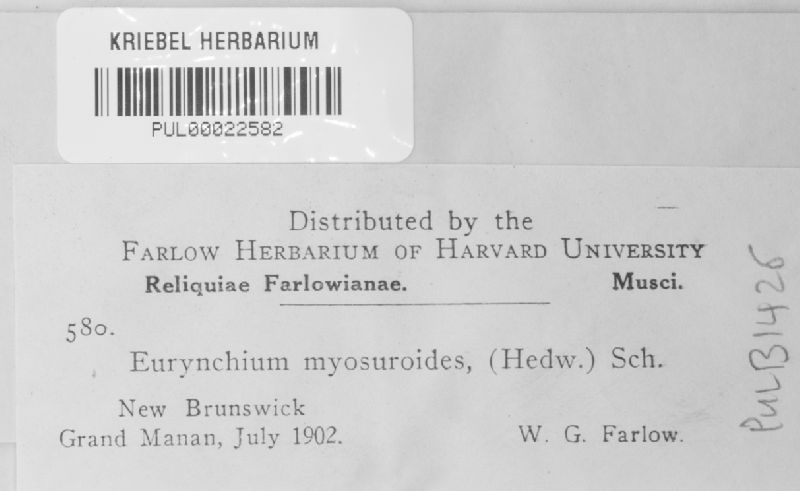 KRIEBEL HERBARIUM
PUL00022582
Distributed by the
FARLOW HERBARIUM OF HARVARD UNIVERSITY
Reliquiae Farlowianae. Musci.
580.
Eurynchium myosuroides, (Hedw.) Sch.
New Brunswick
Grand Manan, July 1902. W. G. Farlow.
PULB1426